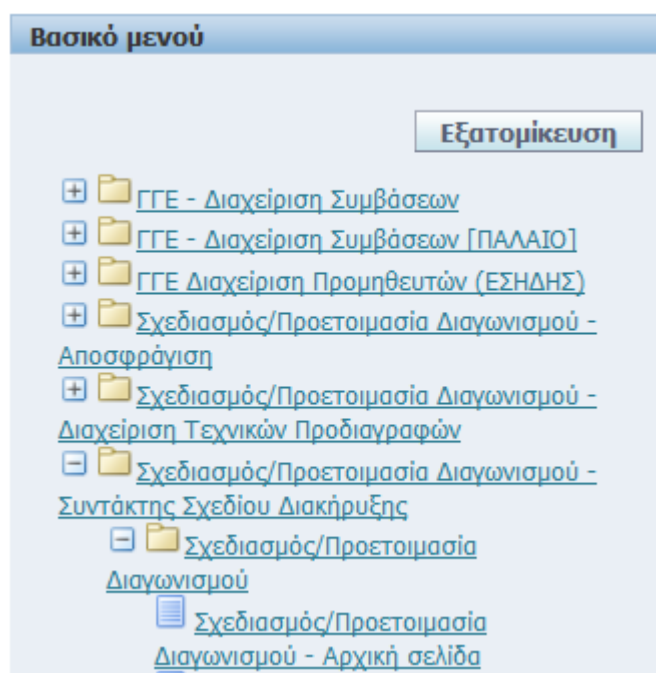 Βασικό μενού
Εξατομίκευση
ΓΓΕ - Διαχείριση Συμβάσεων
ΓΓΕ - Διαχείριση Συμβάσεων [ΠΑΛΑΙΟ]
ΓΓΕ Διαχείριση Προμηθευτών (ΕΣΗΔΗΣ)
Σχεδιασμός/Προετοιμασία Διαγωνισμού -
Αποσφράγιση
Σχεδιασμός/Προετοιμασία Διαγωνισμού -
Διαχείριση Τεχνικών Προδιαγραφών
Σχεδιασμός/Προετοιμασία Διαγωνισμού -
Συντάκτης Σχεδίου Διακήρυξης
Σχεδιασμός/Προετοιμασία
Διαγωνισμού
Σχεδιασμός/Προετοιμασία
Διαγωνισμού - Αρχική σελίδα